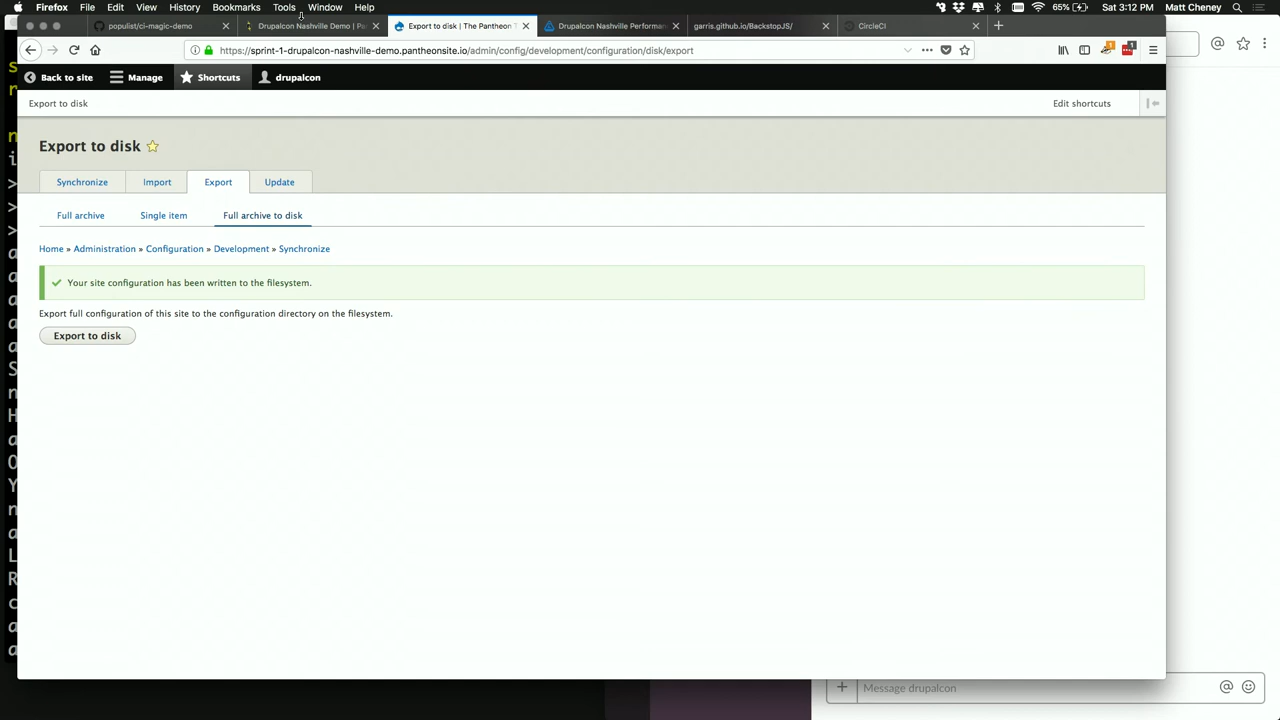 Firefox File Edit View History Bookmarks Tools Window Help 65% Sat 3:12 PM Matt Cheney
populist/ci-magic-demo Drupalcon Nashville Demo | Pa Export to disk | The Pantheon T Drupalcon Nashville Performan garris.github.io/BackstopJS/ CircleCI
https://sprint-1-drupalcon-nashville-demo.pantheonsite.io/admin/config/development/configuration/disk/export
Back to site Manage Shortcuts drupalcon
Export to disk Edit shortcuts
Export to disk
Synchronize Import Export Update
Full archive Single item Full archive to disk
Home » Administration » Configuration » Development » Synchronize
Your site configuration has been written to the filesystem.
Export full configuration of this site to the configuration directory on the filesystem.
Export to disk
Message drupalcon